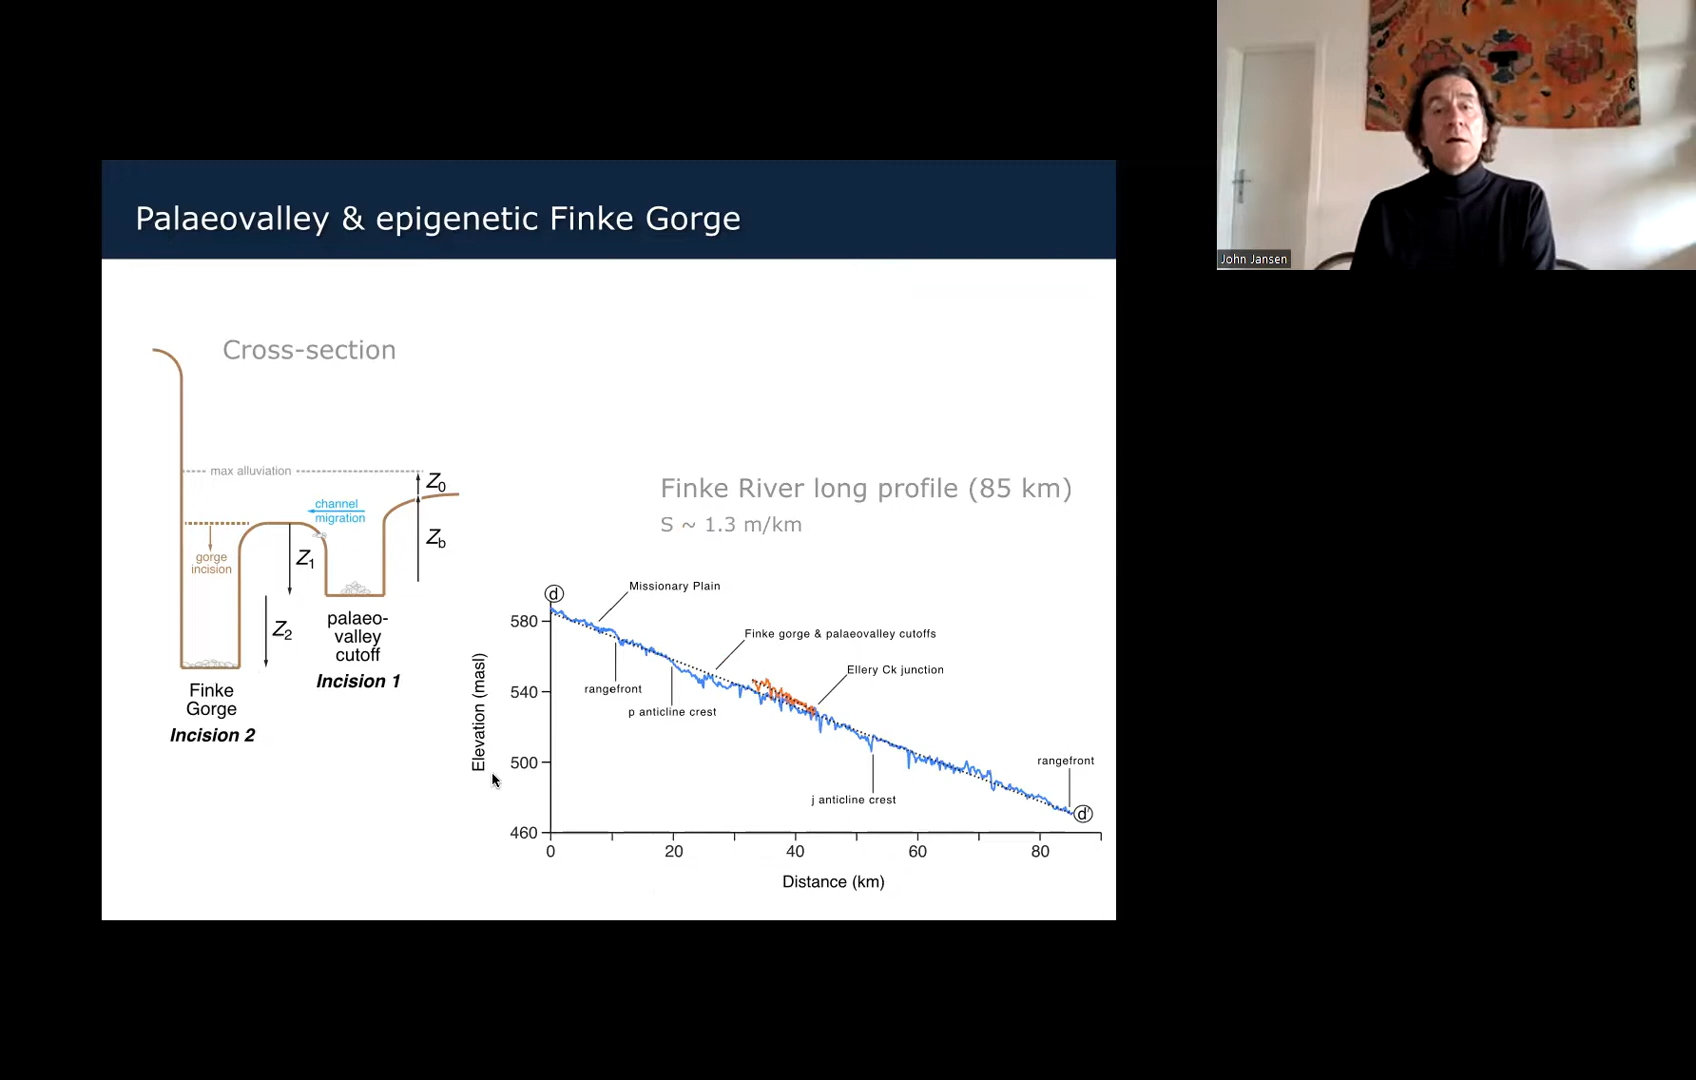 John Jansen
Palaeovalley & epigenetic Finke Gorge
Cross-section
max alluviation
Z0
channel
migration
Zb
gorge
incision
Z1
Z2
palaeo-
valley
cutoff
Incision 1
Finke
Gorge
Incision 2
Finke River long profile (85 km)
S ~ 1.3 m/km
d
Missionary Plain
580
Finke gorge & palaeovalley cutoffs
Ellery Ck junction
rangefront
540
p anticline crest
Elevation (masl)
500
rangefront
j anticline crest
d'
460
0
20
40
60
80
Distance (km)